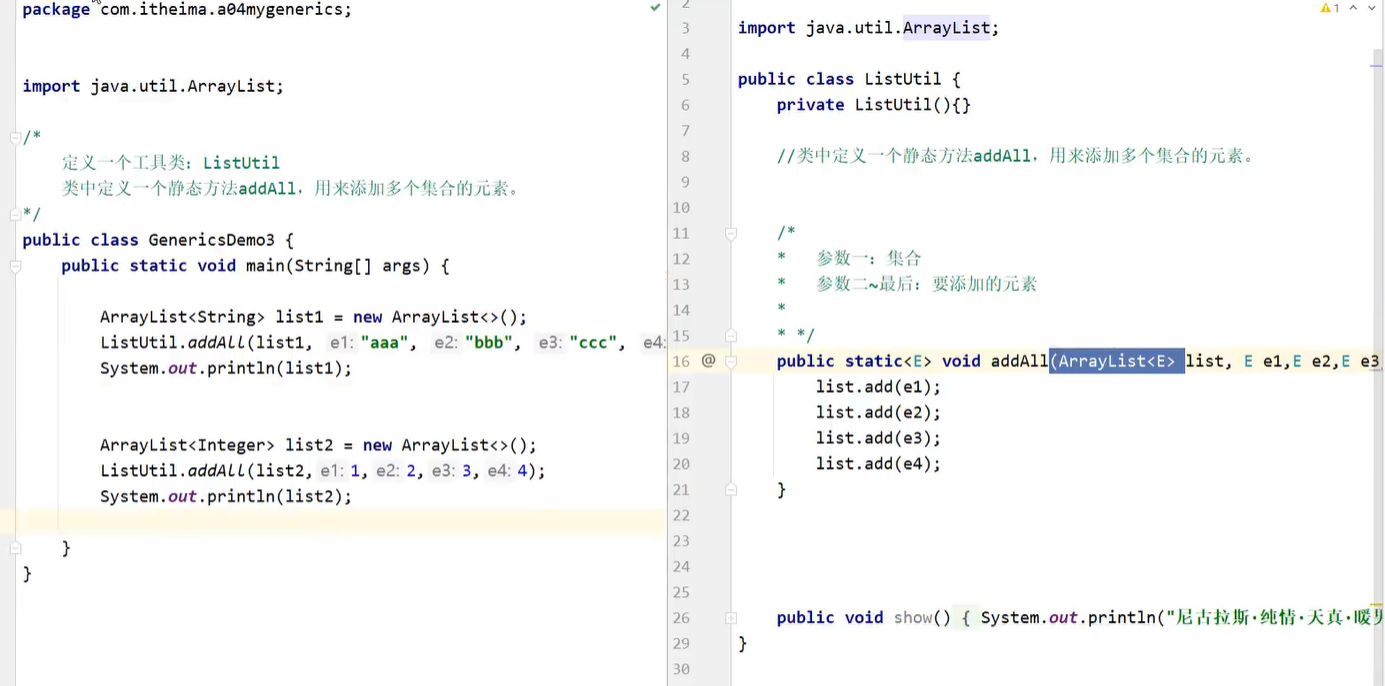 package com.itheima.a04mygenerics;
import java.util.ArrayList;
/*
定义一个工具类：ListUtil
类中定义一个静态方法addAll，用来添加多个集合的元素。
*/
public class GenericsDemo3 {
public static void main(String[] args) {
ArrayList<String> list1 = new ArrayList<>();
ListUtil.addAll(list1, e1: "aaa", e2: "bbb", e3: "ccc", e4:
System.out.println(list1);
ArrayList<Integer> list2 = new ArrayList<>();
ListUtil.addAll(list2, e1: 1, e2: 2, e3: 3, e4: 4);
System.out.println(list2);
}
}
1
2
3 import java.util.ArrayList;
4
5 public class ListUtil {
6 private ListUtil(){}
7
8 //类中定义一个静态方法addAll，用来添加多个集合的元素。
9
10
11 /*
12 * 参数一：集合
13 * 参数二~最后：要添加的元素
14 *
15 * */
16 @ public static<E> void addAll(ArrayList<E> list, E e1,E e2,E e3
17 list.add(e1);
18 list.add(e2);
19 list.add(e3);
20 list.add(e4);
21 }
22
23
24
25
26 public void show() { System.out.println("尼古拉斯·纯情·天真·暖男
29 }
30